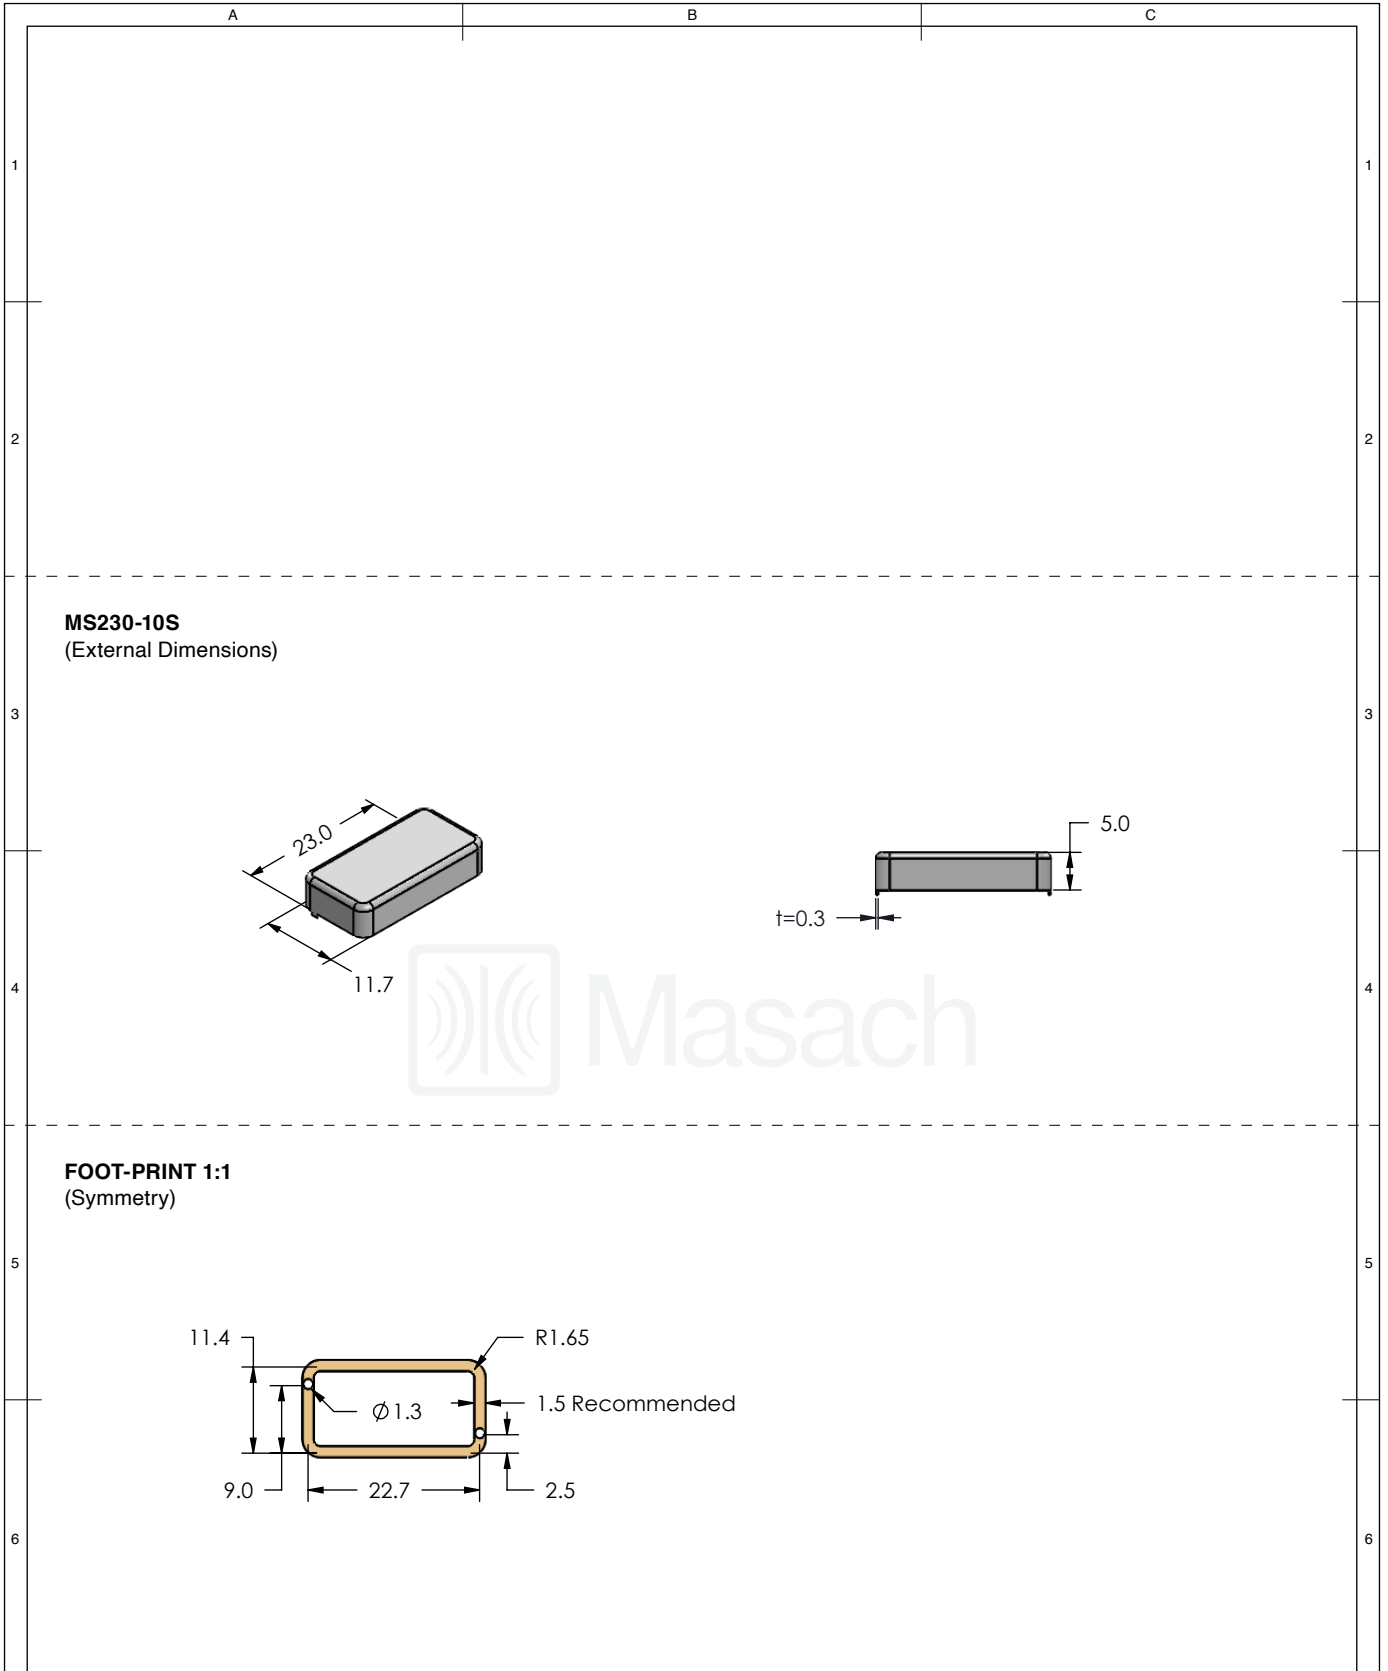 A B C
1 1
2 2
MS230-10S
(External Dimensions)
3 3
23.0
11.7
5.0
t=0.3
Masach
4 4
FOOT-PRINT 1:1
(Symmetry)
5 5
11.4
R1.65
1.5 Recommended
∅1.3
9.0
22.7
2.5
6 6